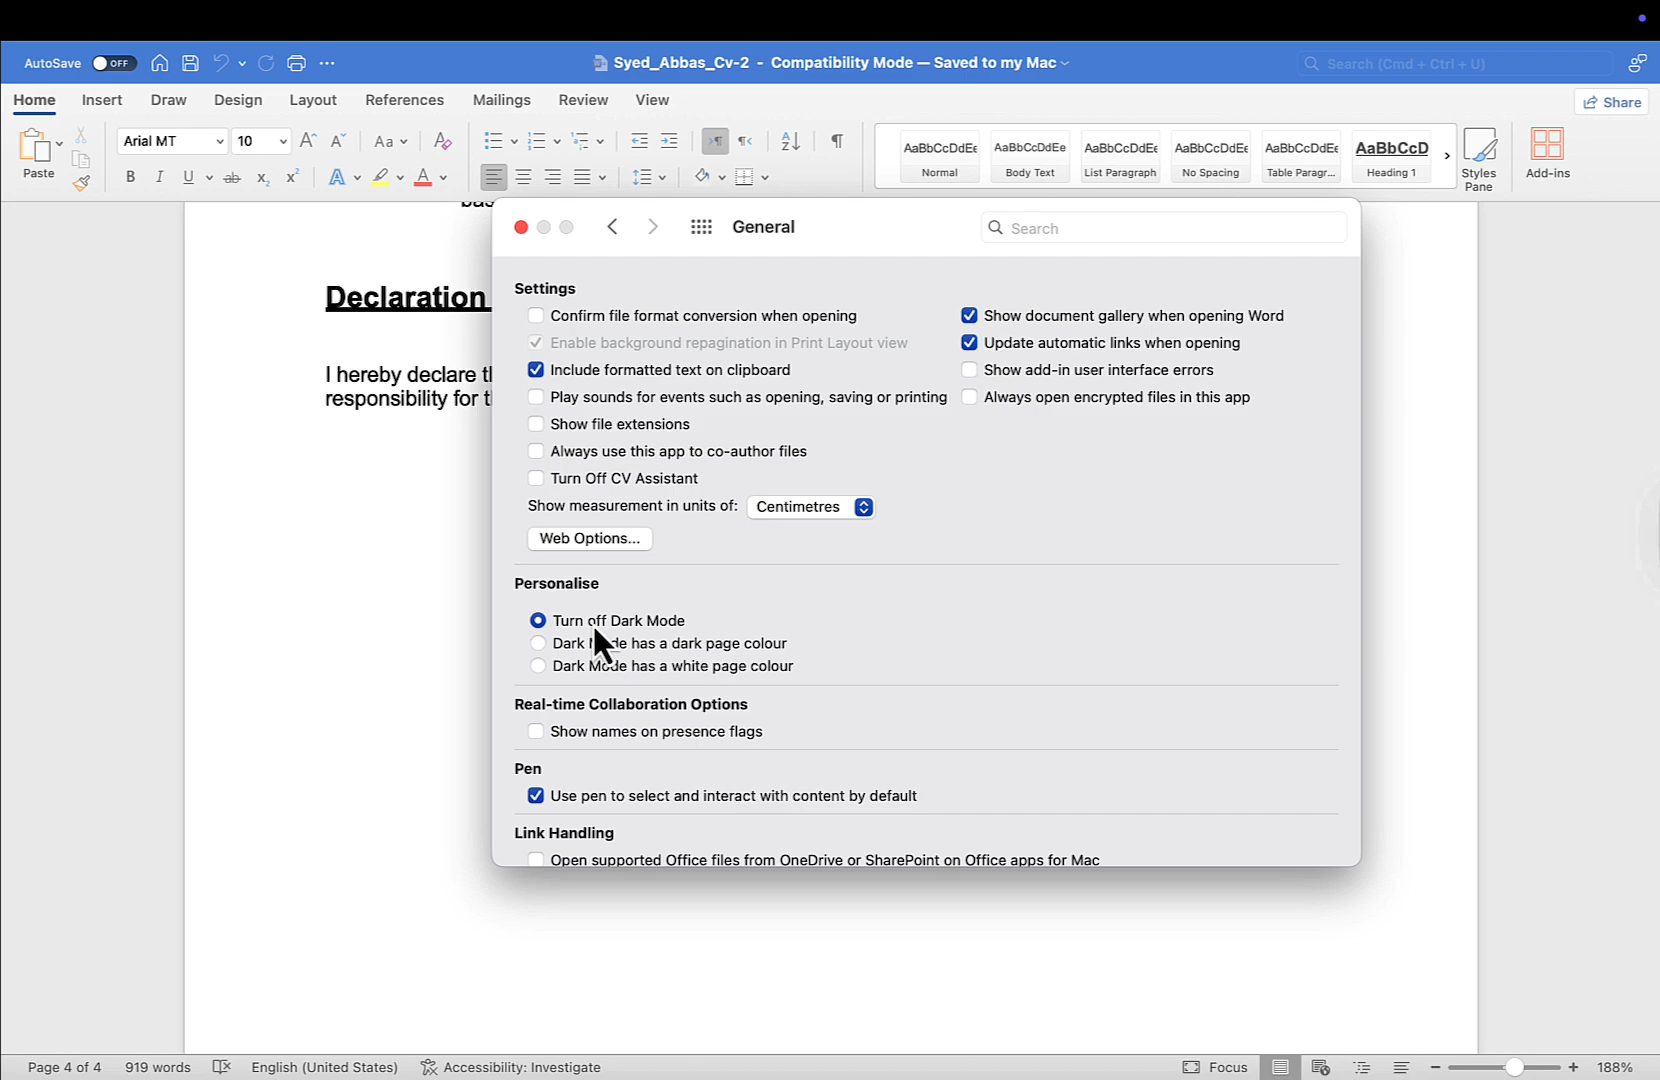 AutoSave OFF
Syed_Abbas_Cv-2 - Compatibility Mode — Saved to my Mac
Search (Cmd + Ctrl + U)
Home Insert Draw Design Layout References Mailings Review View
Share
Paste
Arial MT 10
AaBbCcDdEe AaBbCcDdEe AaBbCcDdEe AaBbCcDdEe AaBbCcDdEe AaBbCcD
Normal Body Text List Paragraph No Spacing Table Paragr... Heading 1
Styles
Pane
Add-ins
bas
General
Search
Declaration
I hereby declare th
responsibility for t
Settings
Confirm file format conversion when opening
Enable background repagination in Print Layout view
Include formatted text on clipboard
Play sounds for events such as opening, saving or printing
Show file extensions
Always use this app to co-author files
Turn Off CV Assistant
Show document gallery when opening Word
Update automatic links when opening
Show add-in user interface errors
Always open encrypted files in this app
Show measurement in units of: Centimetres
Web Options...
Personalise
Turn off Dark Mode
Dark Mode has a dark page colour
Dark Mode has a white page colour
Real-time Collaboration Options
Show names on presence flags
Pen
Use pen to select and interact with content by default
Link Handling
Open supported Office files from OneDrive or SharePoint on Office apps for Mac
Page 4 of 4 919 words English (United States) Accessibility: Investigate Focus 188%